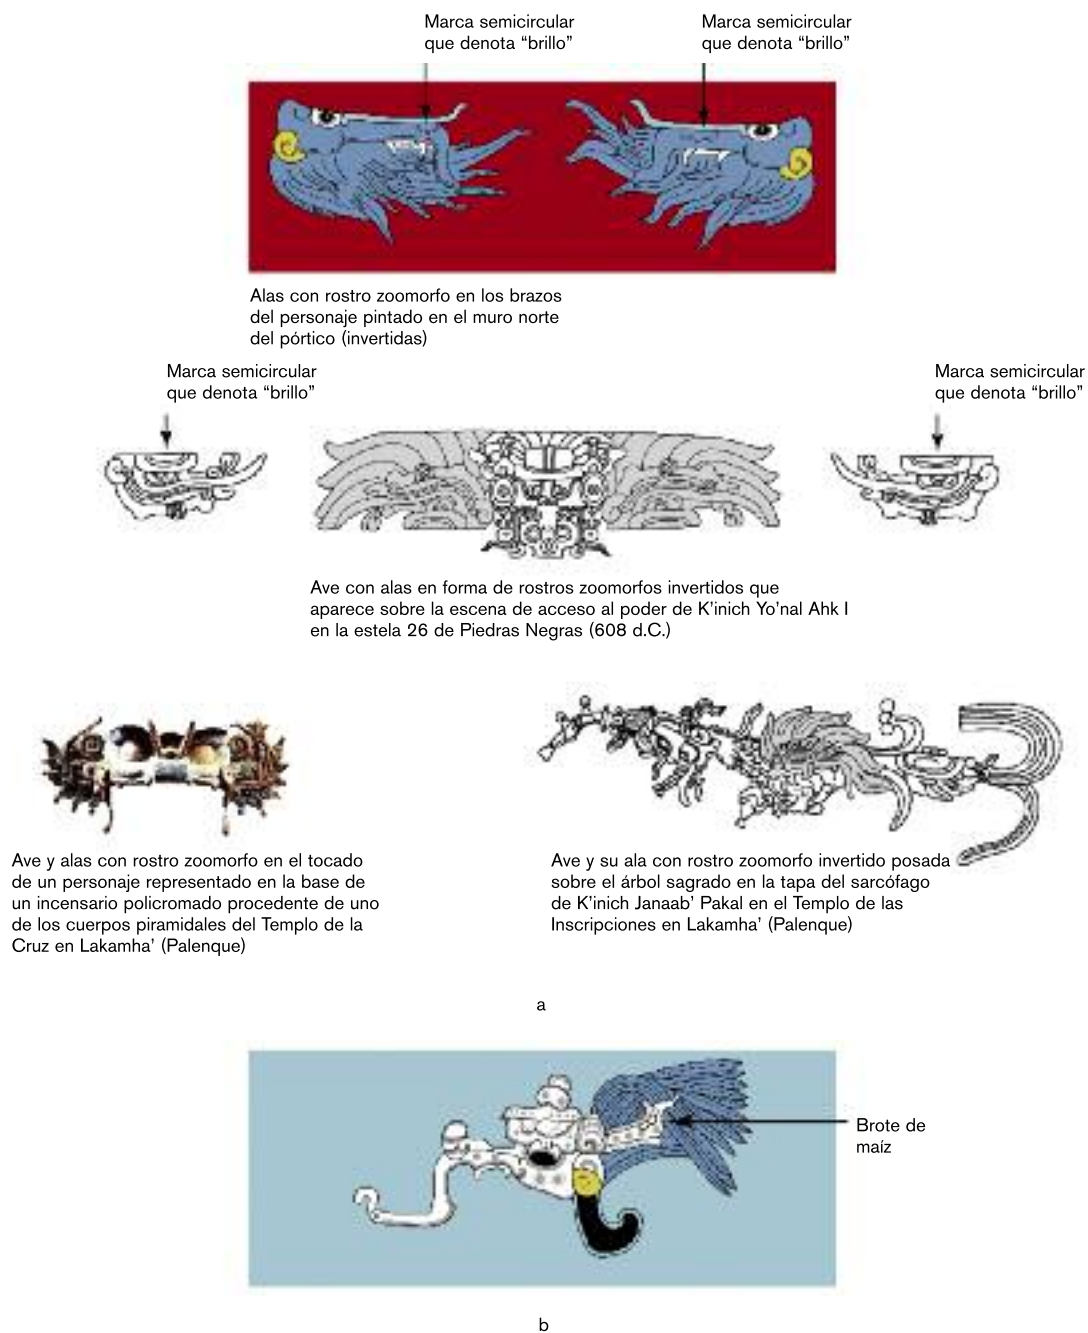 Marca semicircular
que denota “brillo”
Marca semicircular
que denota “brillo”
Alas con rostro zoomorfo en los brazos
del personaje pintado en el muro norte
del pórtico (invertidas)
Marca semicircular
que denota “brillo”
Marca semicircular
que denota “brillo”
Ave con alas en forma de rostros zoomorfos invertidos que
aparece sobre la escena de acceso al poder de K’inich Yo’nal Ahk I
en la estela 26 de Piedras Negras (608 d.C.)
Ave y alas con rostro zoomorfo en el tocado
de un personaje representado en la base de
un incensario policromado procedente de uno
de los cuerpos piramidales del Templo de la
Cruz en Lakamha’ (Palenque)
Ave y su ala con rostro zoomorfo invertido posada
sobre el árbol sagrado en la tapa del sarcófago
de K’inich Janaab’ Pakal en el Templo de las
Inscripciones en Lakamha’ (Palenque)
a
Brote de
maíz
b